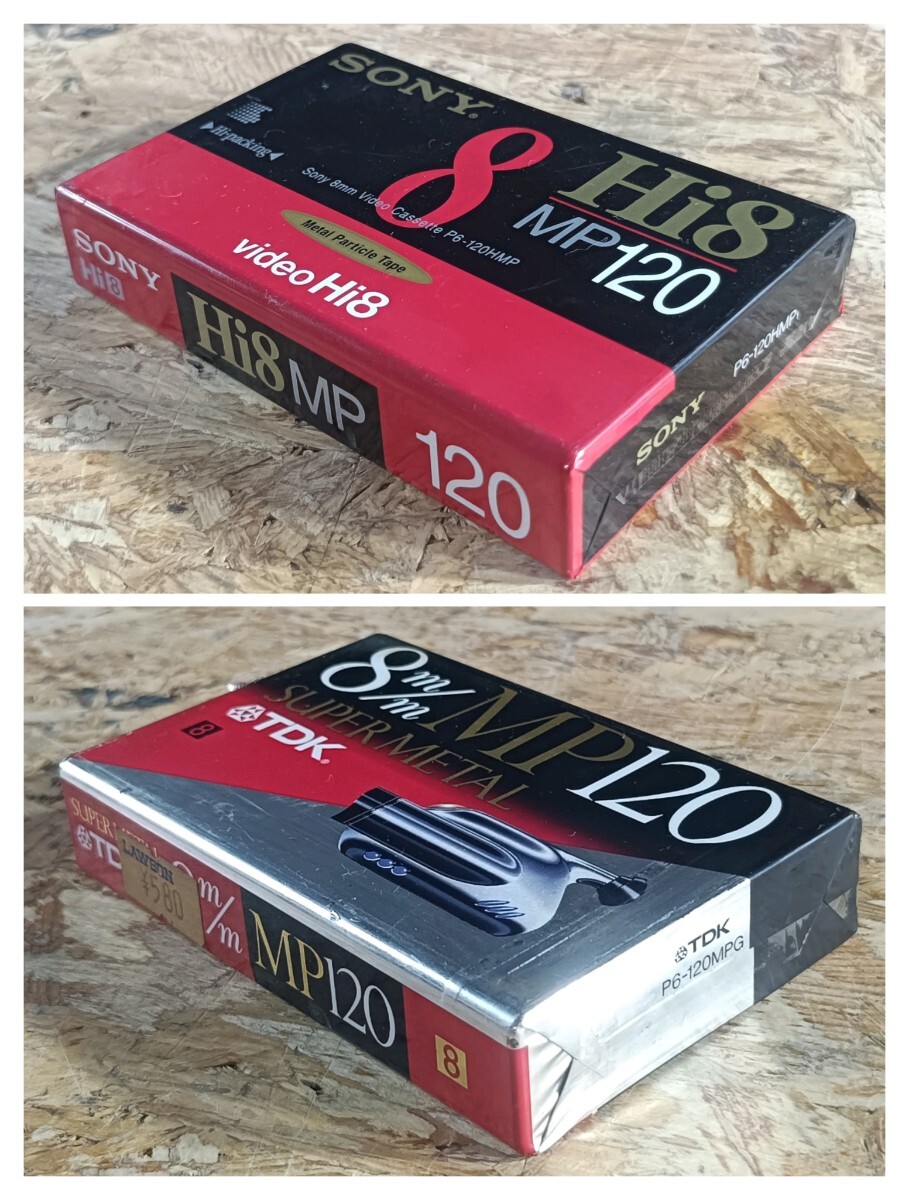 SONY
8
Hi8
MP120
Hi-packing
Sony 8mm Video Cassette P6-120HMP
Metal Particle Tape
video Hi8
SONY
Hi8
Hi8 MP
120
SONY
P6-120HMP
8m/m MP120
SUPER METAL
8
TDK
SUPER
TD
m/m
LAWSON
¥580
MP120
8
TDK
P6-120MPG